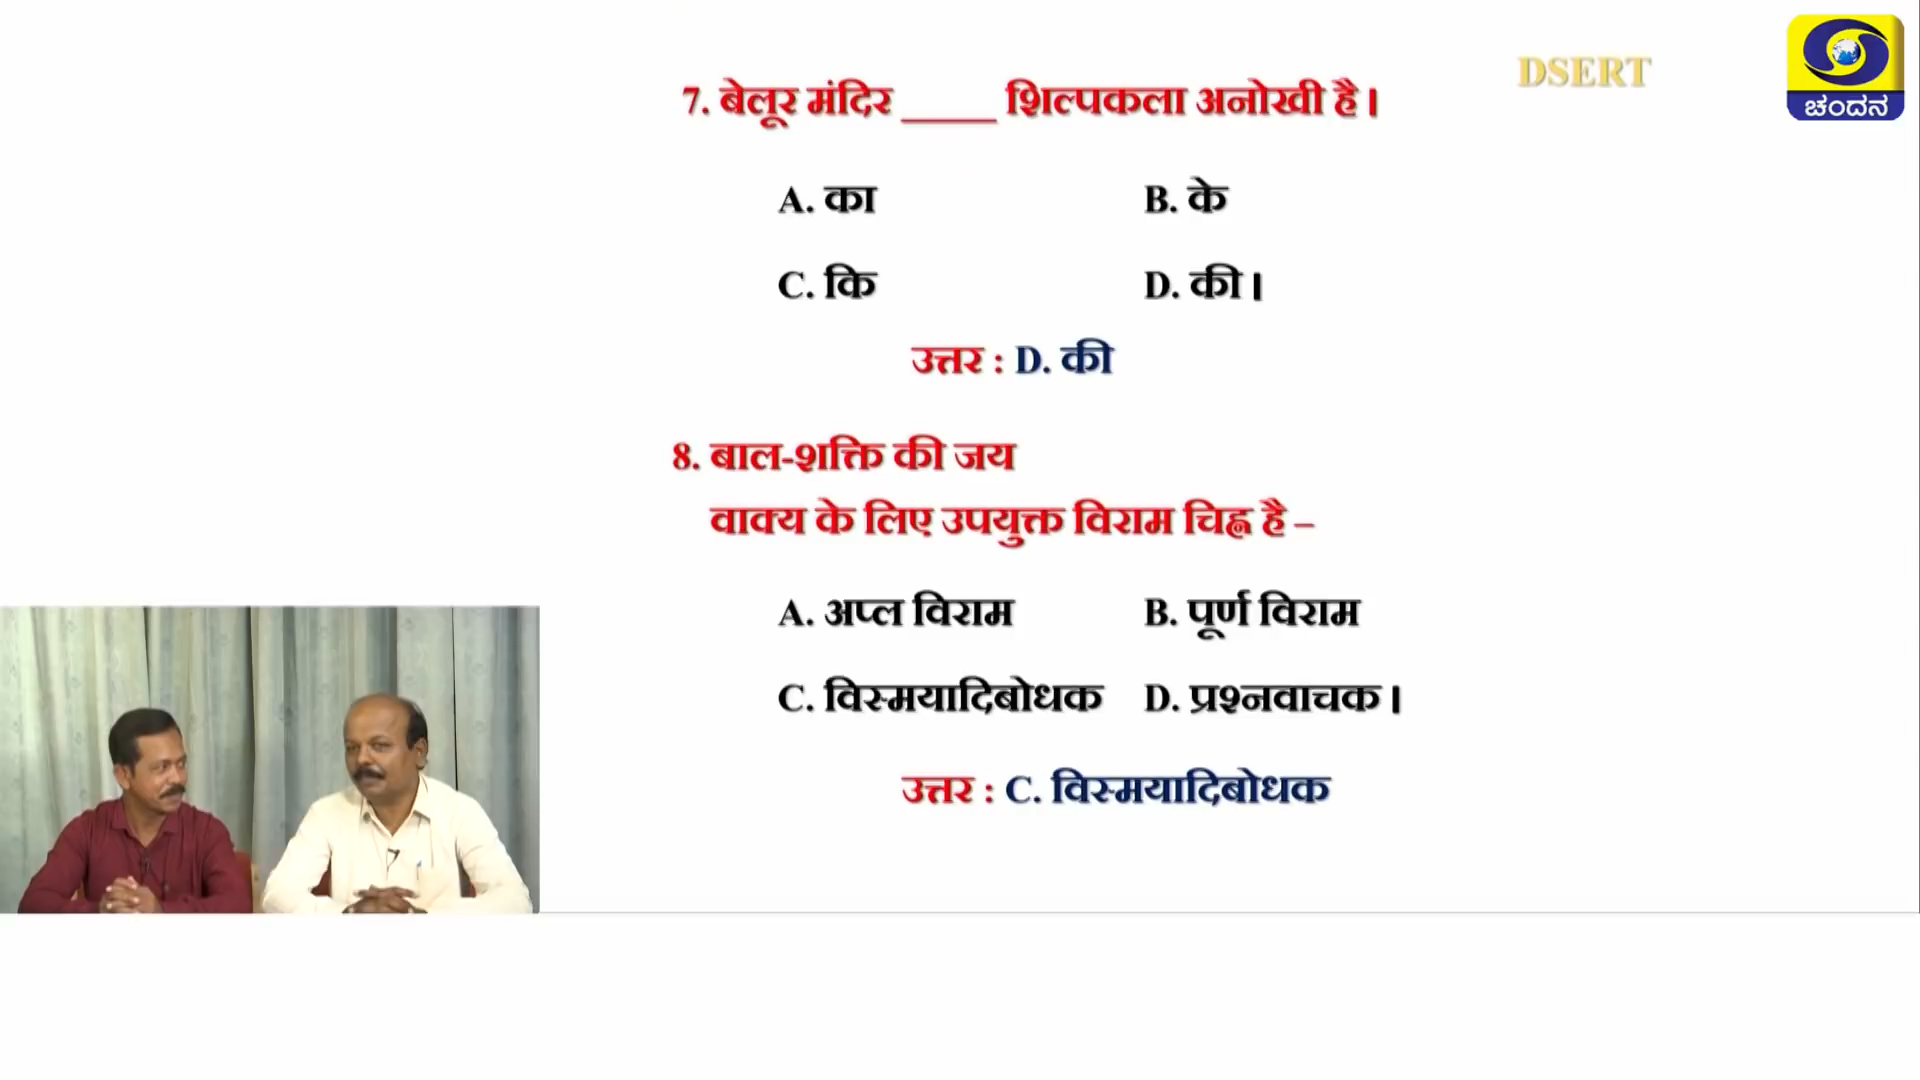 DSERT
ಚಂದನ
7. बेलूर मंदिर _____ शिल्पकला अनोखी है।
A. का B. के
C. कि D. की।
उत्तर : D. की
8. बाल-शक्ति की जय
वाक्य के लिए उपयुक्त विराम चिह्न है –
A. अप्ल विराम B. पूर्ण विराम
C. विस्मयादिबोधक D. प्रश्नवाचक।
उत्तर : C. विस्मयादिबोधक